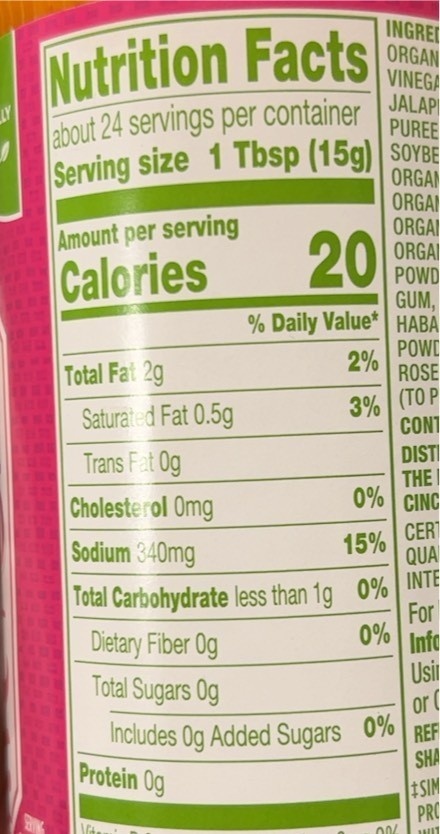 Nutrition Facts
about 24 servings per container
Serving size 1 Tbsp (15g)
Amount per serving
Calories 20
% Daily Value*
Total Fat 2g 2%
Saturated Fat 0.5g 3%
Trans Fat 0g
Cholesterol 0mg 0%
Sodium 340mg 15%
Total Carbohydrate less than 1g 0%
Dietary Fiber 0g 0%
Total Sugars 0g
Includes 0g Added Sugars 0%
Protein 0g
INGRED
ORGAN
VINEGA
JALAP
PUREE
SOYBE
ORGAN
ORGAN
ORGAN
ORGAN
POWD
GUM,
HABA
POWD
ROSE
(TO P
CONT
DIST
THE
CINC
CERT
QUA
INTE
For
Info
Usin
or
REF
SHA
‡SIM
PRO
SERVING